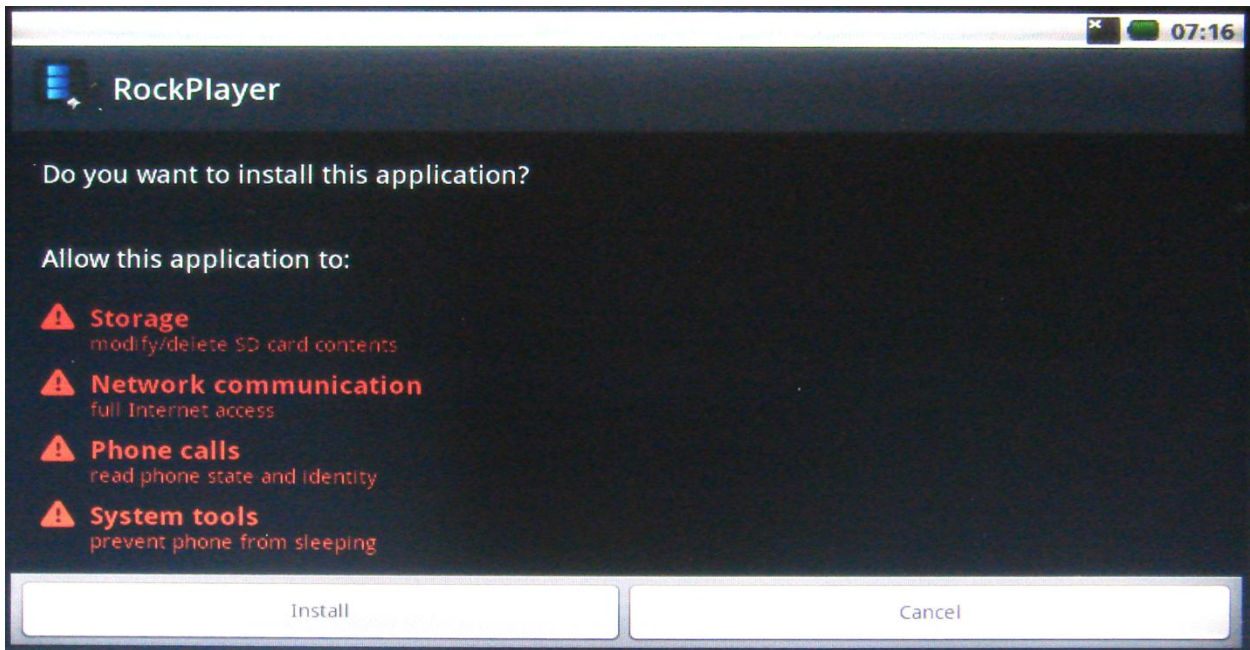 07:16
RockPlayer
Do you want to install this application?
Allow this application to:
Storage
modify/delete SD card contents
Network communication
full Internet access
Phone calls
read phone state and identity
System tools
prevent phone from sleeping
Install
Cancel